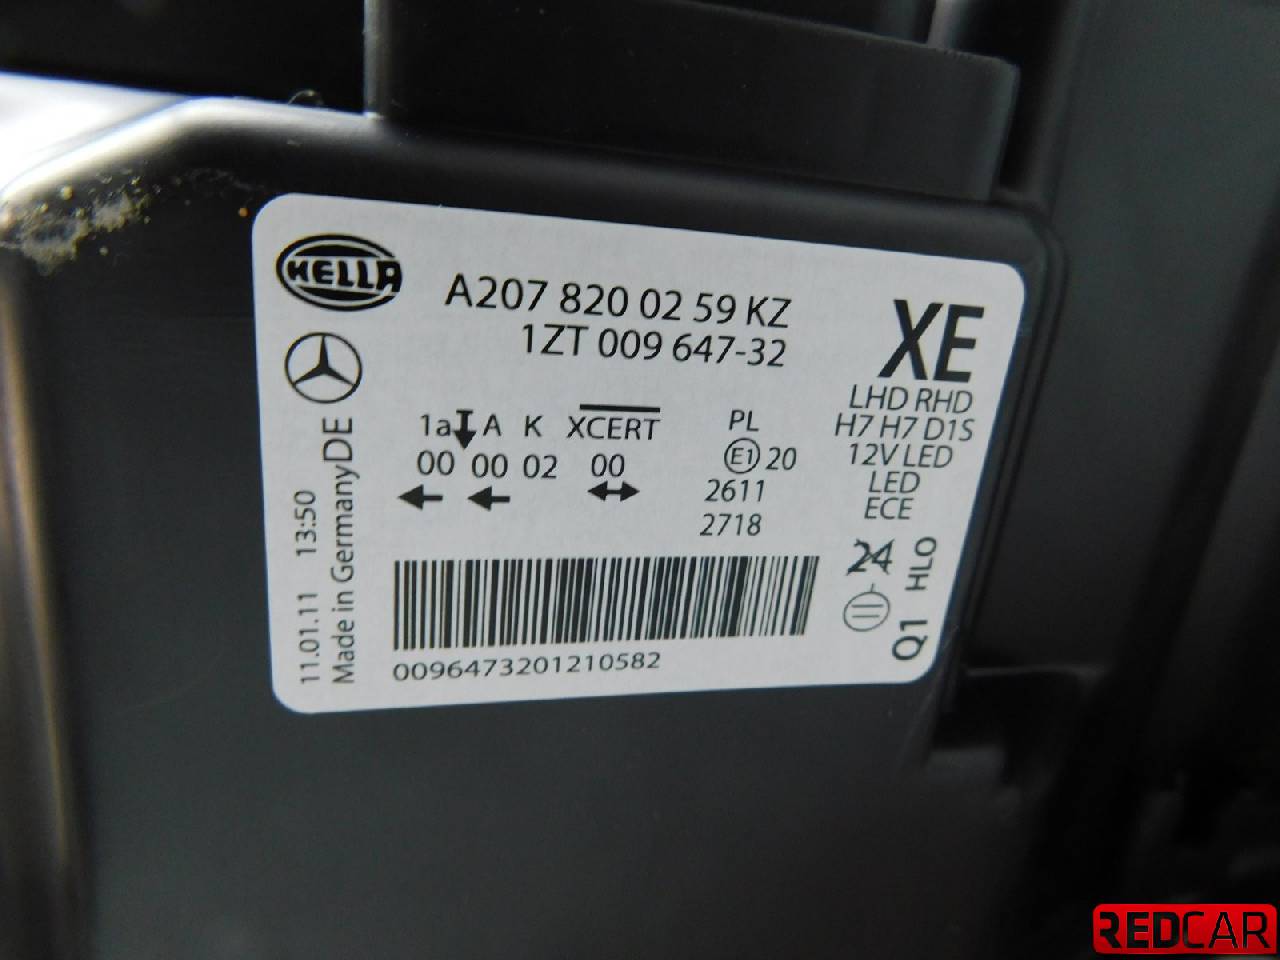 HELLA
A207 820 02 59 KZ
1ZT 009 647-32
XE
LHD RHD
H7 H7 D1S
12V LED
LED
ECE
1a A K XCERT
00 00 02 00
PL
E1 20
2611
2718
24
HLO
Q1
11.01.11 13:50
Made in Germany DE
0096473201210582
REDCAR